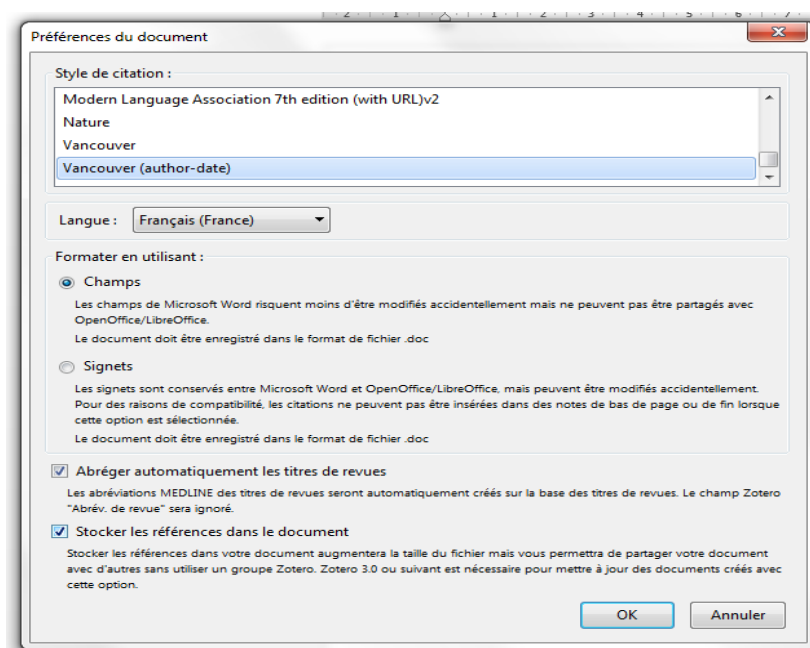 2 1 1 2 3 4 5 6 7
Préférences du document
Style de citation :
Modern Language Association 7th edition (with URL)v2
Nature
Vancouver
Vancouver (author-date)
Langue : Français (France)
Formater en utilisant :
Champs
Les champs de Microsoft Word risquent moins d'être modifiés accidentellement mais ne peuvent pas être partagés avec
OpenOffice/LibreOffice.
Le document doit être enregistré dans le format de fichier .doc
Signets
Les signets sont conservés entre Microsoft Word et OpenOffice/LibreOffice, mais peuvent être modifiés accidentellement.
Pour des raisons de compatibilité, les citations ne peuvent pas être insérées dans des notes de bas de page ou de fin lorsque
cette option est sélectionnée.
Le document doit être enregistré dans le format de fichier .doc
Abréger automatiquement les titres de revues
Les abréviations MEDLINE des titres de revues seront automatiquement créés sur la base des titres de revues. Le champ Zotero
"Abrév. de revue" sera ignoré.
Stocker les références dans le document
Stocker les références dans votre document augmentera la taille du fichier mais vous permettra de partager votre document
avec d'autres sans utiliser un groupe Zotero. Zotero 3.0 ou suivant est nécessaire pour mettre à jour des documents créés avec
cette option.
OK Annuler